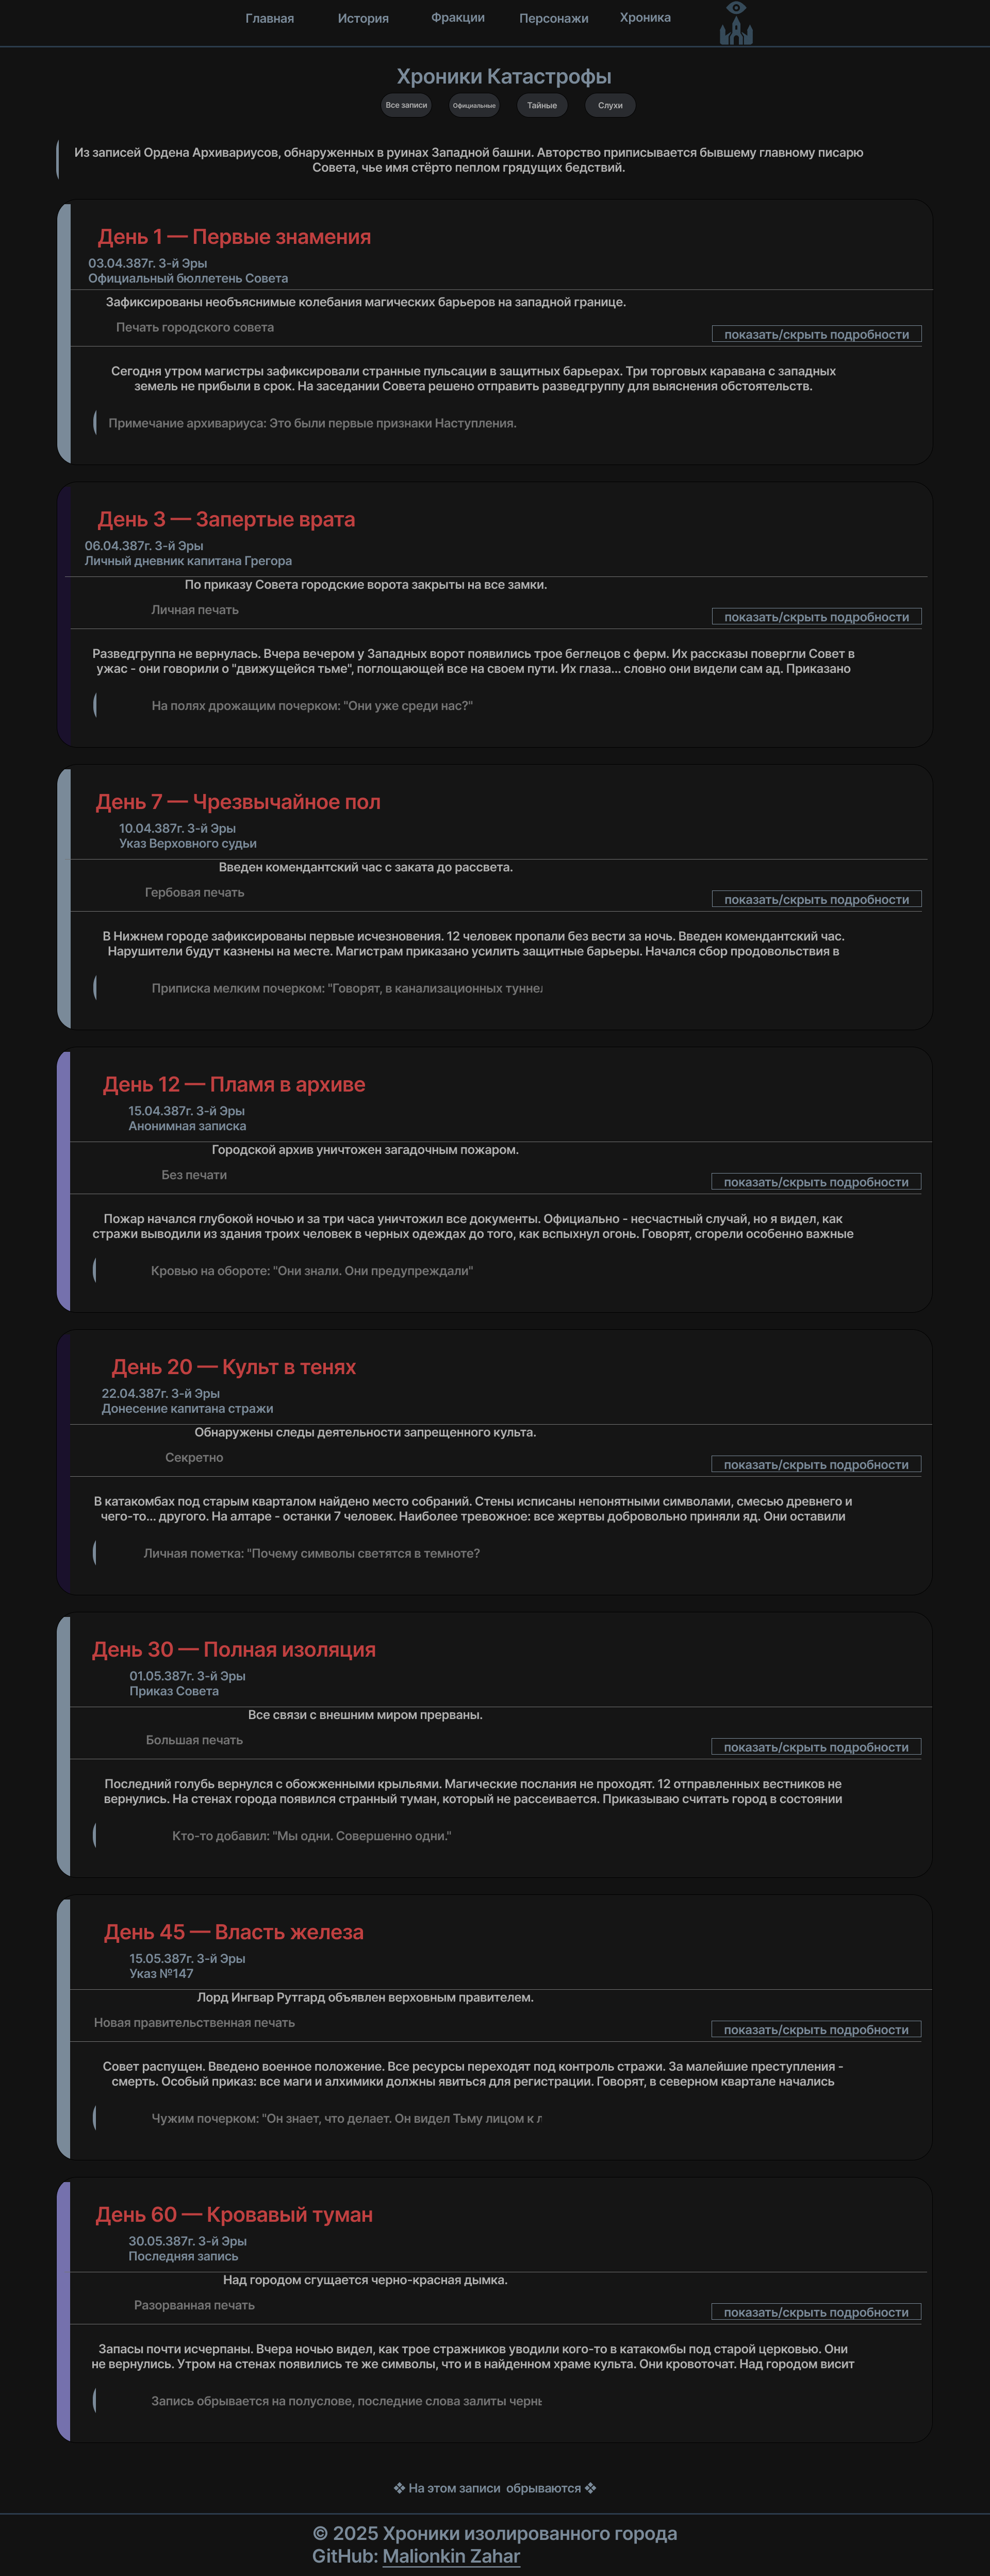 Главная История Фракции Персонажи Хроника
Хроники Катастрофы
Все записи Официальные Тайные Слухи
Из записей Ордена Архивариусов, обнаруженных в руинах Западной башни. Авторство приписывается бывшему главному писарю
Совета, чье имя стёрто пеплом грядущих бедствий.
День 1 — Первые знамения
03.04.387г. 3-й Эры
Официальный бюллетень Совета
Зафиксированы необъяснимые колебания магических барьеров на западной границе.
Печать городского совета
показать/скрыть подробности
Сегодня утром магистры зафиксировали странные пульсации в защитных барьерах. Три торговых каравана с западных
земель не прибыли в срок. На заседании Совета решено отправить разведгруппу для выяснения обстоятельств.
Примечание архивариуса: Это были первые признаки Наступления.
День 3 — Запертые врата
06.04.387г. 3-й Эры
Личный дневник капитана Грегора
По приказу Совета городские ворота закрыты на все замки.
Личная печать
показать/скрыть подробности
Разведгруппа не вернулась. Вчера вечером у Западных ворот появились трое беглецов с ферм. Их рассказы повергли Совет в
ужас - они говорили о "движущейся тьме", поглощающей все на своем пути. Их глаза... словно они видели сам ад. Приказано
На полях дрожащим почерком: "Они уже среди нас?"
День 7 — Чрезвычайное пол
10.04.387г. 3-й Эры
Указ Верховного судьи
Введен комендантский час с заката до рассвета.
Гербовая печать
показать/скрыть подробности
В Нижнем городе зафиксированы первые исчезновения. 12 человек пропали без вести за ночь. Введен комендантский час.
Нарушители будут казнены на месте. Магистрам приказано усилить защитные барьеры. Начался сбор продовольствия в
Приписка мелким почерком: "Говорят, в канализационных туннел
День 12 — Пламя в архиве
15.04.387г. 3-й Эры
Анонимная записка
Городской архив уничтожен загадочным пожаром.
Без печати
показать/скрыть подробности
Пожар начался глубокой ночью и за три часа уничтожил все документы. Официально - несчастный случай, но я видел, как
стражи выводили из здания троих человек в черных одеждах до того, как вспыхнул огонь. Говорят, сгорели особенно важные
Кровью на обороте: "Они знали. Они предупреждали"
День 20 — Культ в тенях
22.04.387г. 3-й Эры
Донесение капитана стражи
Обнаружены следы деятельности запрещенного культа.
Секретно
показать/скрыть подробности
В катакомбах под старым кварталом найдено место собраний. Стены исписаны непонятными символами, смесью древнего и
чего-то... другого. На алтаре - останки 7 человек. Наиболее тревожное: все жертвы добровольно приняли яд. Они оставили
Личная пометка: "Почему символы светятся в темноте?
День 30 — Полная изоляция
01.05.387г. 3-й Эры
Приказ Совета
Все связи с внешним миром прерваны.
Большая печать
показать/скрыть подробности
Последний голубь вернулся с обожженными крыльями. Магические послания не проходят. 12 отправленных вестников не
вернулись. На стенах города появился странный туман, который не рассеивается. Приказываю считать город в состоянии
Кто-то добавил: "Мы одни. Совершенно одни."
День 45 — Власть железа
15.05.387г. 3-й Эры
Указ №147
Лорд Ингвар Рутгард объявлен верховным правителем.
Новая правительственная печать
показать/скрыть подробности
Совет распущен. Введено военное положение. Все ресурсы переходят под контроль стражи. За малейшие преступления -
смерть. Особый приказ: все маги и алхимики должны явиться для регистрации. Говорят, в северном квартале начались
Чужим почерком: "Он знает, что делает. Он видел Тьму лицом к л
День 60 — Кровавый туман
30.05.387г. 3-й Эры
Последняя запись
Над городом сгущается черно-красная дымка.
Разорванная печать
показать/скрыть подробности
Запасы почти исчерпаны. Вчера ночью видел, как трое стражников уводили кого-то в катакомбы под старой церковью. Они
не вернулись. Утром на стенах появились те же символы, что и в найденном храме культа. Они кровоточат. Над городом висит
Запись обрывается на полуслове, последние слова залиты черны
❖ На этом записи обрываются ❖
© 2025 Хроники изолированного города
GitHub: Malionkin Zahar